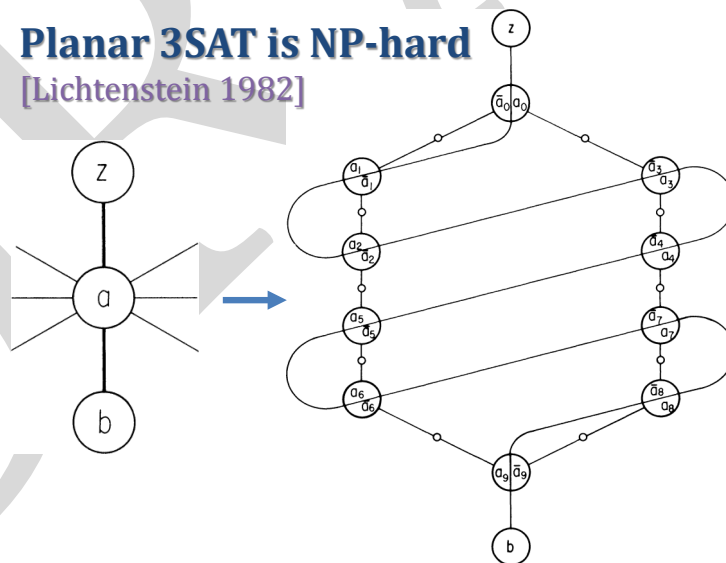 Planar 3SAT is NP-hard
[Lichtenstein 1982]
z
a
b
z
ā₀ a₀
a₁
ā₁
ā₃
a₃
a₂
ā₂
ā₄
a₄
a₅
ā₅
ā₇
a₇
a₆
ā₆
ā₈
a₈
a₉ ā₉
b